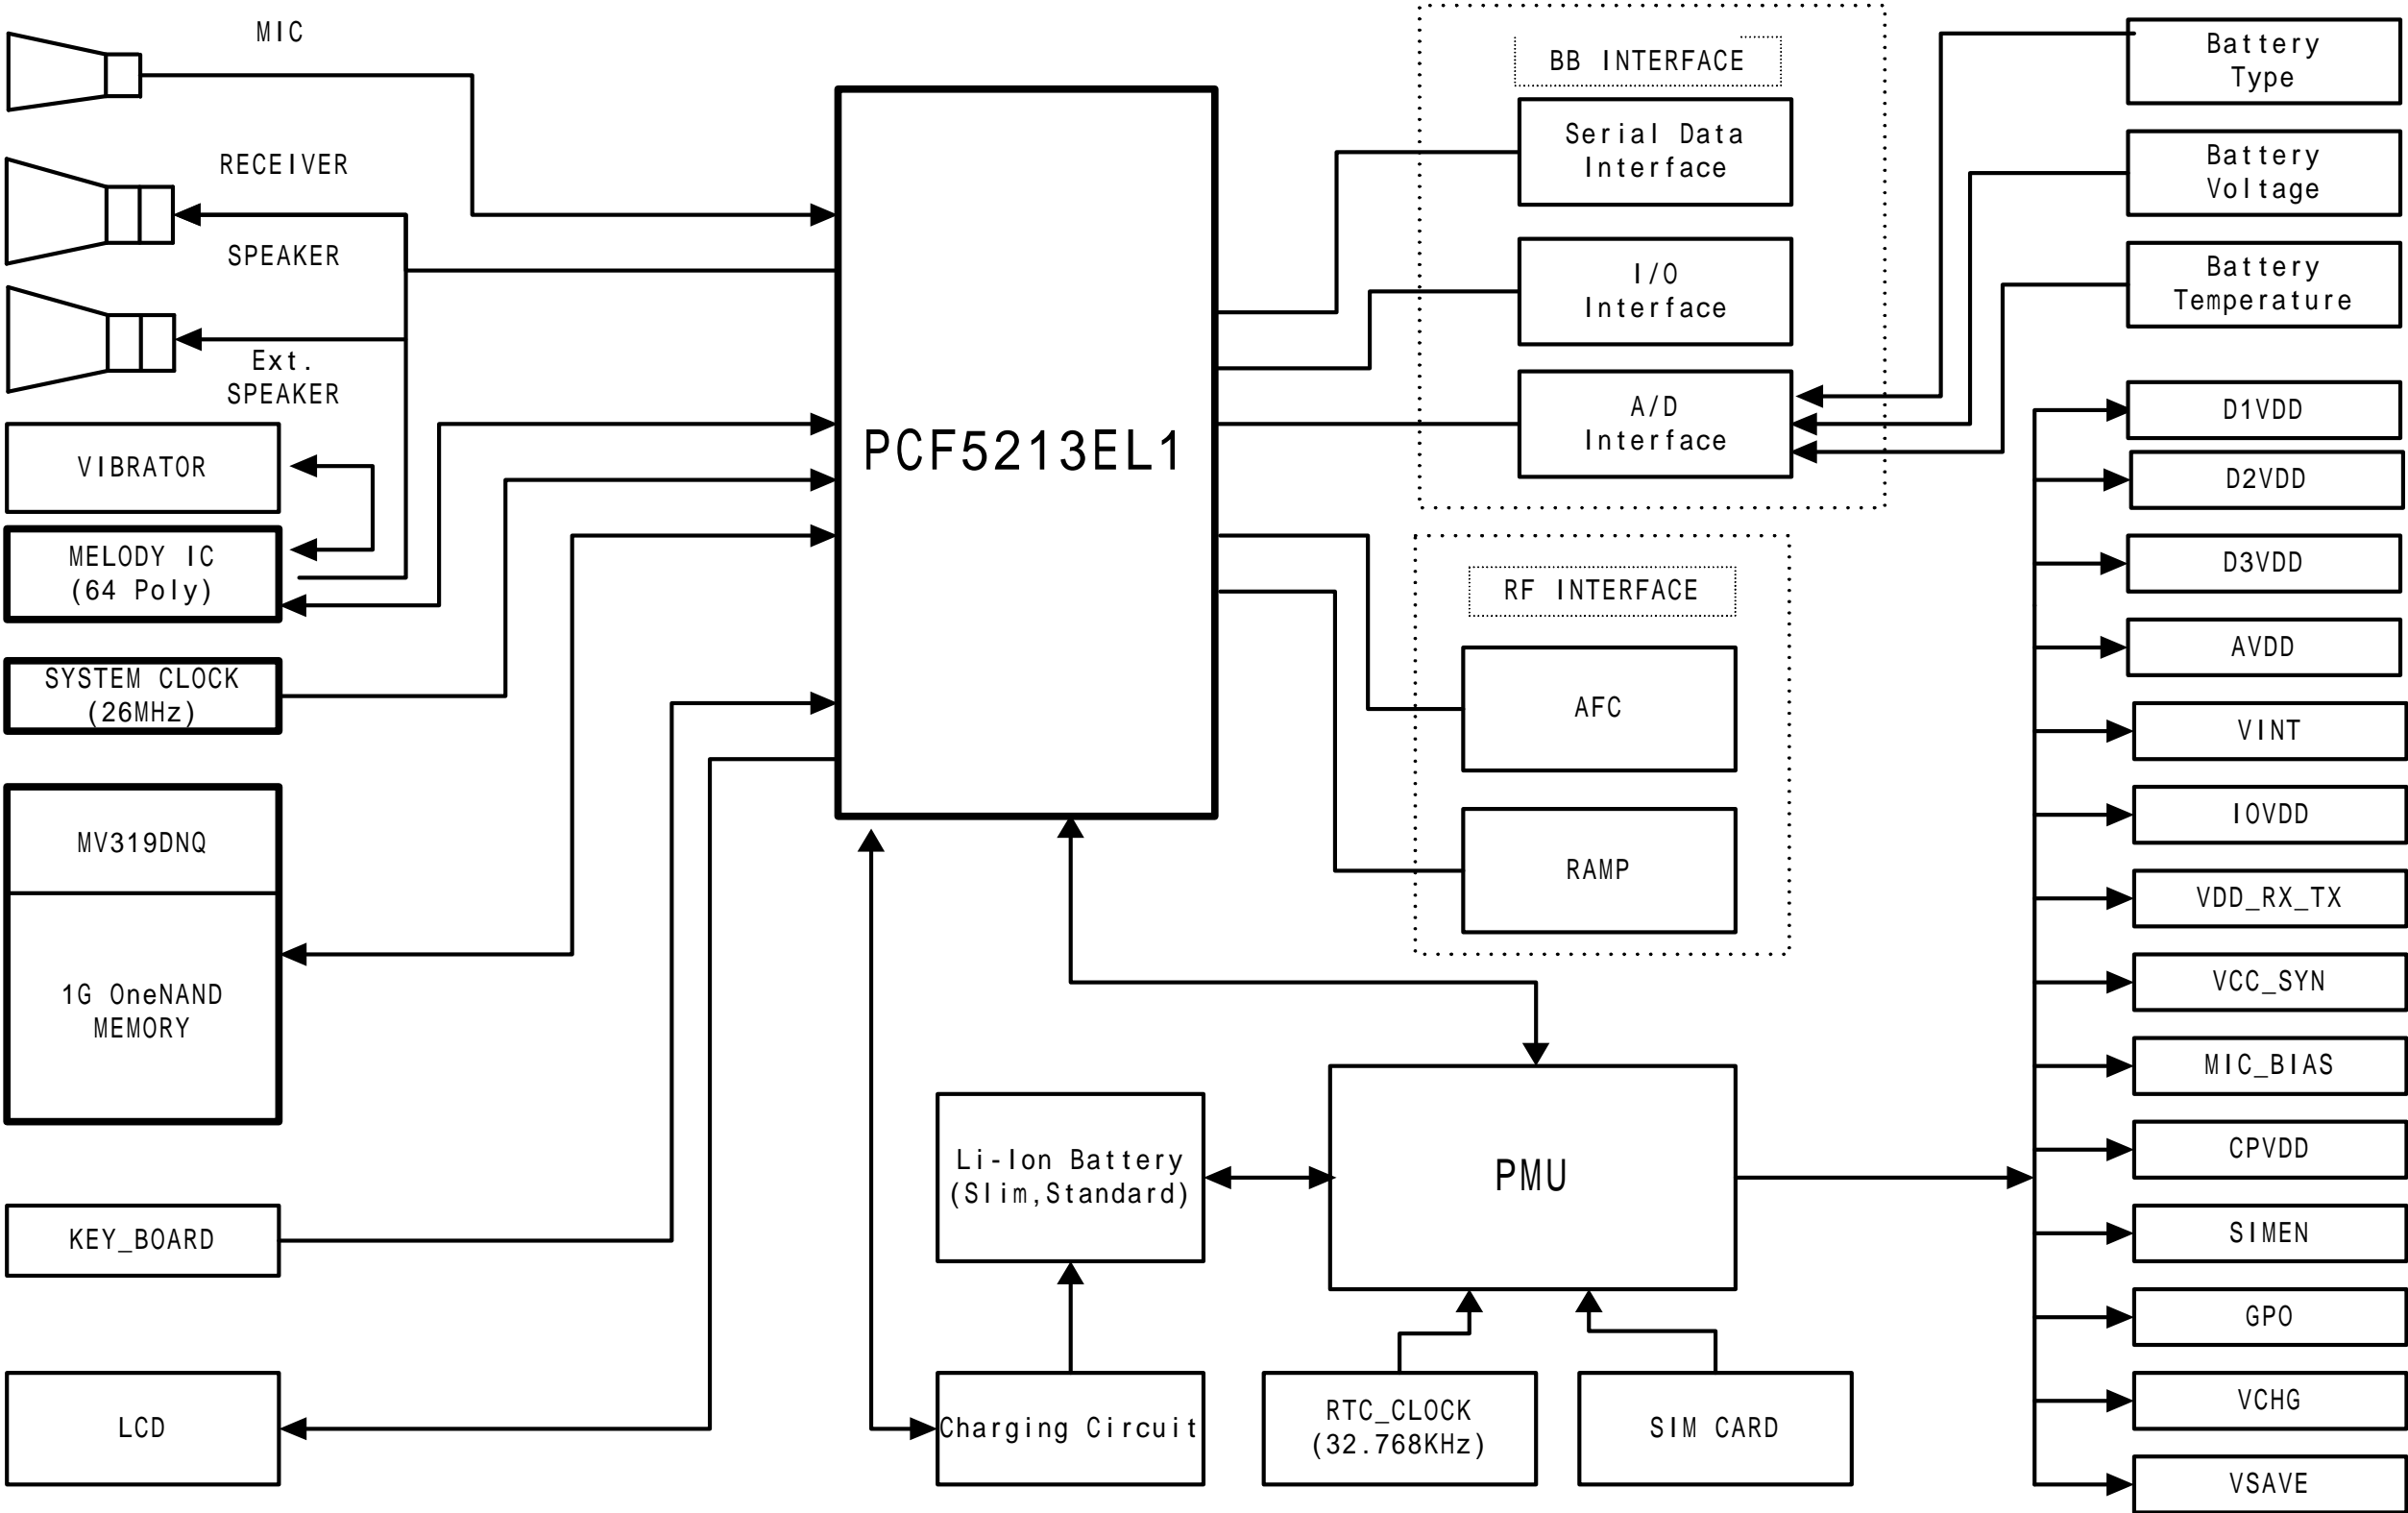 MIC
RECEIVER
SPEAKER
Ext.
SPEAKER
VIBRATOR
MELODY IC
(64 Poly)
SYSTEM CLOCK
(26MHz)
MV319DNQ
1G OneNAND
MEMORY
KEY_BOARD
LCD
PCF5213EL1
BB INTERFACE
Serial Data
Interface
I/O
Interface
A/D
Interface
RF INTERFACE
AFC
RAMP
Li-Ion Battery
(Slim,Standard)
PMU
Charging Circuit
RTC_CLOCK
(32.768KHz)
SIM CARD
Battery
Type
Battery
Voltage
Battery
Temperature
D1VDD
D2VDD
D3VDD
AVDD
VINT
IOVDD
VDD_RX_TX
VCC_SYN
MIC_BIAS
CPVDD
SIMEN
GPO
VCHG
VSAVE